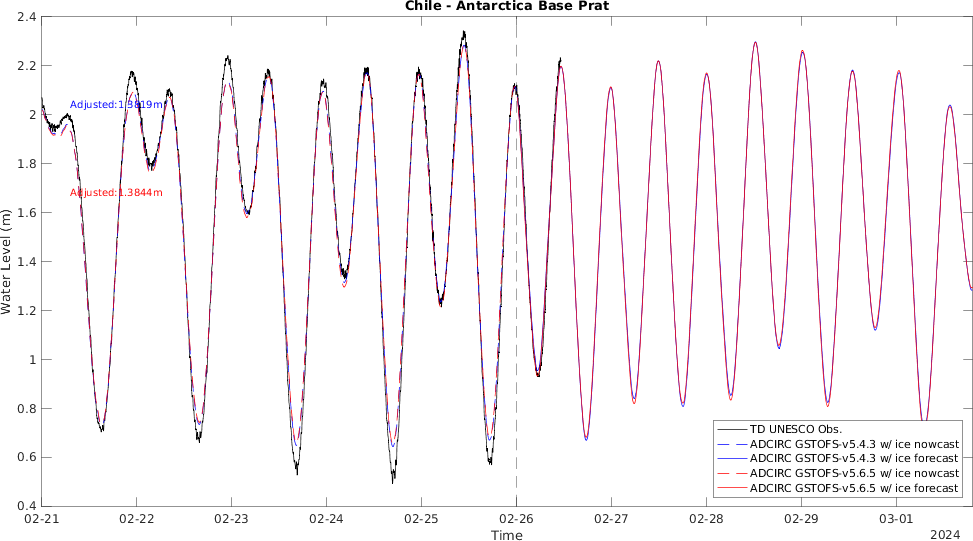 Chile - Antarctica Base Prat
Water Level (m)
2.4
2.2
2
1.8
1.6
1.4
1.2
1
0.8
0.6
0.4
Adjusted:1.3819m
Adjusted:1.3844m
TD UNESCO Obs.
ADCIRC GSTOFS-v5.4.3 w/ ice nowcast
ADCIRC GSTOFS-v5.4.3 w/ ice forecast
ADCIRC GSTOFS-v5.6.5 w/ ice nowcast
ADCIRC GSTOFS-v5.6.5 w/ ice forecast
02-21 02-22 02-23 02-24 02-25 02-26 02-27 02-28 02-29 03-01
Time
2024